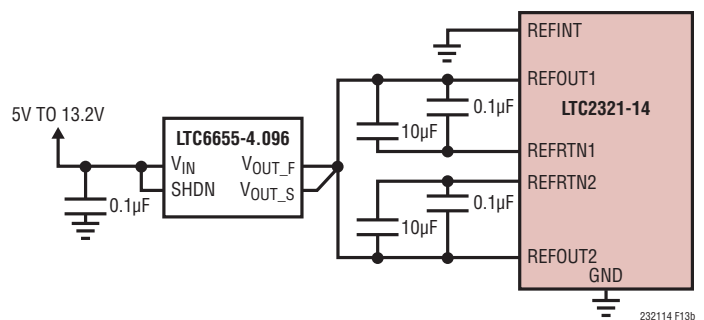 REFINT
REFOUT1
LTC2321-14
0.1µF
10µF
REFRTN1
REFRTN2
0.1µF
10µF
REFOUT2
GND
5V TO 13.2V
LTC6655-4.096
VIN
VOUT_F
SHDN
VOUT_S
0.1µF
232114 F13b